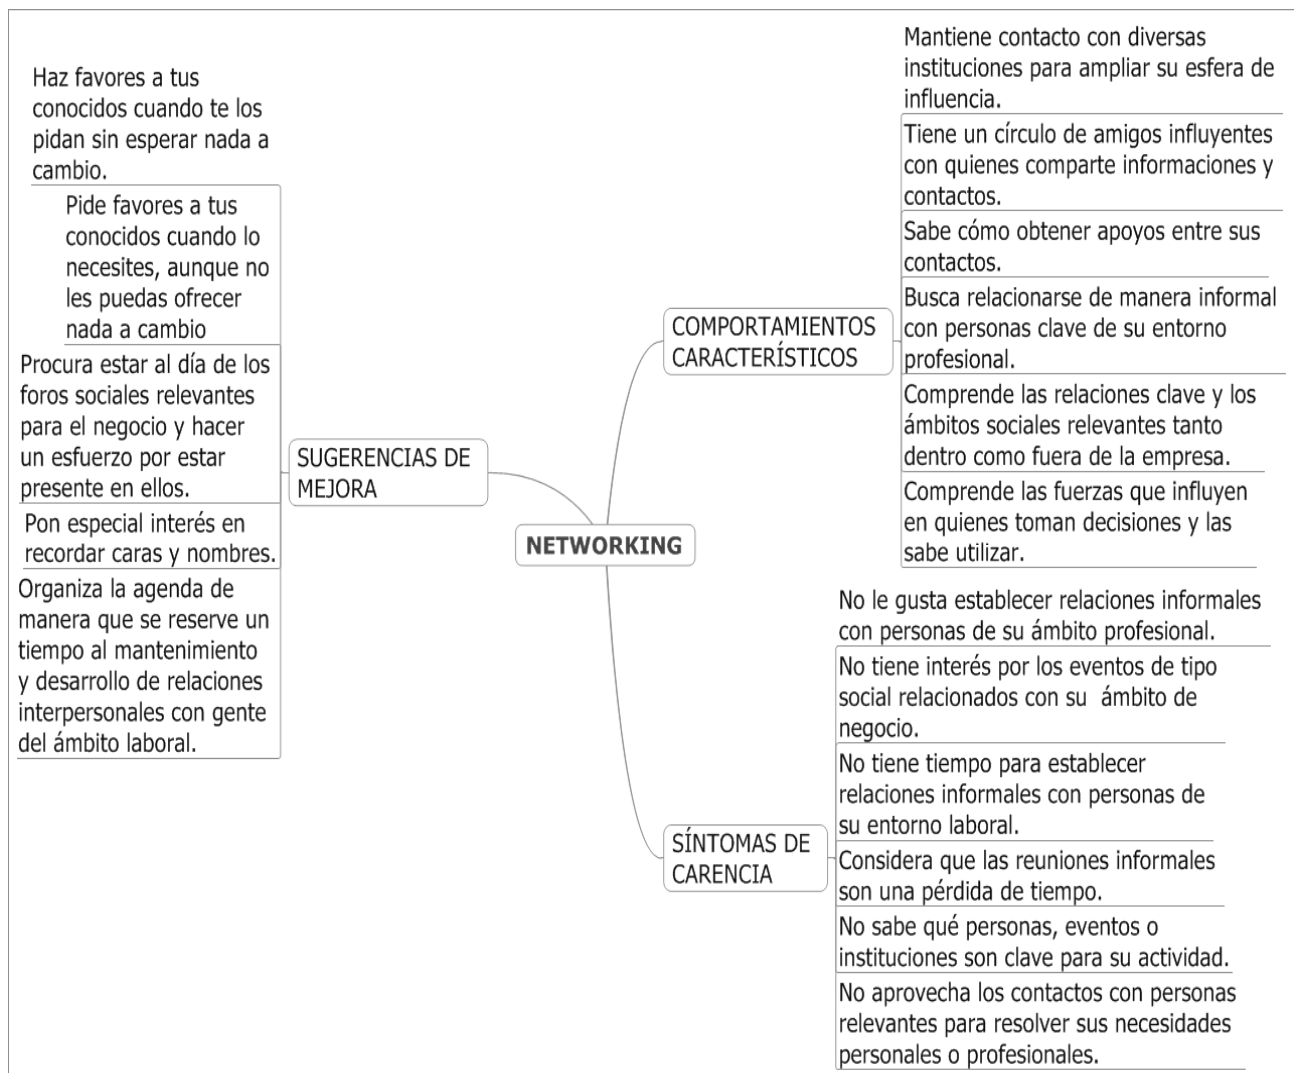 Haz favores a tus
conocidos cuando te los
pidan sin esperar nada a
cambio.
Pide favores a tus
conocidos cuando lo
necesites, aunque no
les puedas ofrecer
nada a cambio
Procura estar al día de los
foros sociales relevantes
para el negocio y hacer
un esfuerzo por estar
presente en ellos.
Pon especial interés en
recordar caras y nombres.
Organiza la agenda de
manera que se reserve un
tiempo al mantenimiento
y desarrollo de relaciones
interpersonales con gente
del ámbito laboral.
SUGERENCIAS DE
MEJORA
NETWORKING
COMPORTAMIENTOS
CARACTERÍSTICOS
Mantiene contacto con diversas
instituciones para ampliar su esfera de
influencia.
Tiene un círculo de amigos influyentes
con quienes comparte informaciones y
contactos.
Sabe cómo obtener apoyos entre sus
contactos.
Busca relacionarse de manera informal
con personas clave de su entorno
profesional.
Comprende las relaciones clave y los
ámbitos sociales relevantes tanto
dentro como fuera de la empresa.
Comprende las fuerzas que influyen
en quienes toman decisiones y las
sabe utilizar.
SÍNTOMAS DE
CARENCIA
No le gusta establecer relaciones informales
con personas de su ámbito profesional.
No tiene interés por los eventos de tipo
social relacionados con su  ámbito de
negocio.
No tiene tiempo para establecer
relaciones informales con personas de
su entorno laboral.
Considera que las reuniones informales
son una pérdida de tiempo.
No sabe qué personas, eventos o
instituciones son clave para su actividad.
No aprovecha los contactos con personas
relevantes para resolver sus necesidades
personales o profesionales.